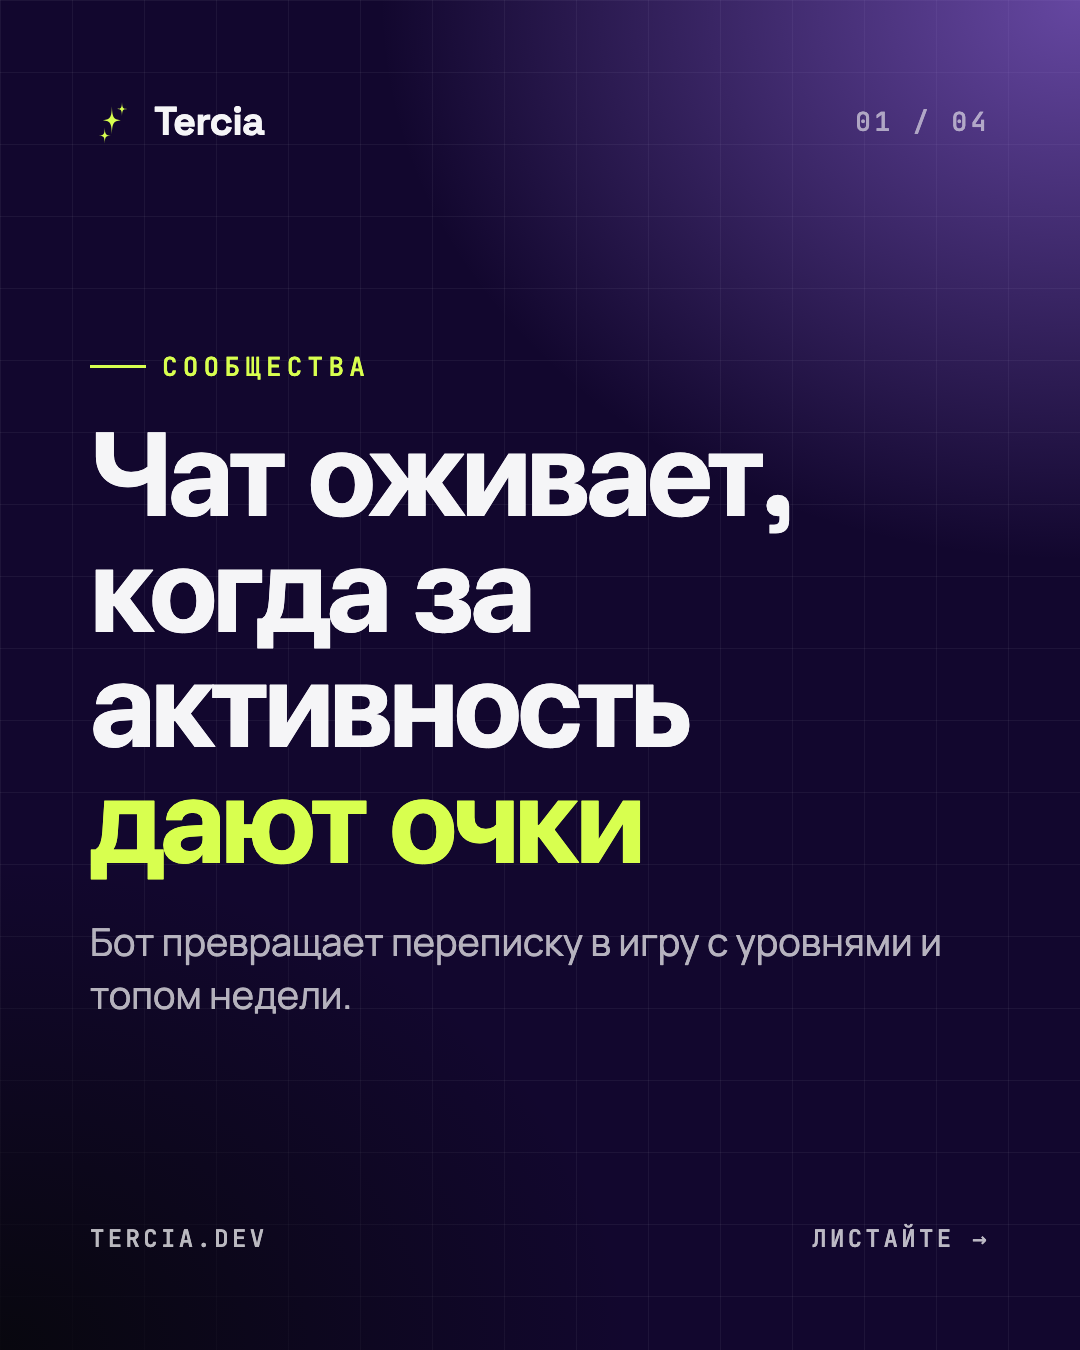 Tercia
01 / 04
СООБЩЕСТВА
Чат оживает,
когда за
активность
дают очки
Бот превращает переписку в игру с уровнями и
топом недели.
TERCIA.DEV
ЛИСТАЙТЕ →